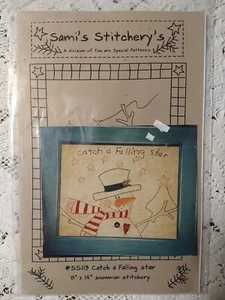 Sami's Stitchery's
A division of You are Special Patterns
catch a Falling Star
#SS119 Catch a Falling star
8" x 14" snowman stitchery